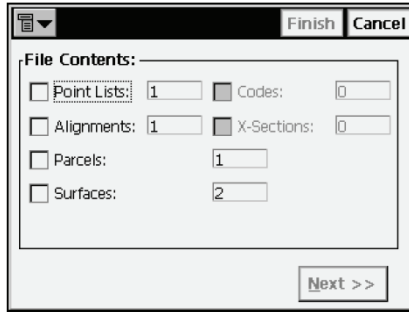 Finish Cancel
File Contents:
Point Lists: 1 Codes: 0
Alignments: 1 X-Sections: 0
Parcels: 1
Surfaces: 2
Next >>